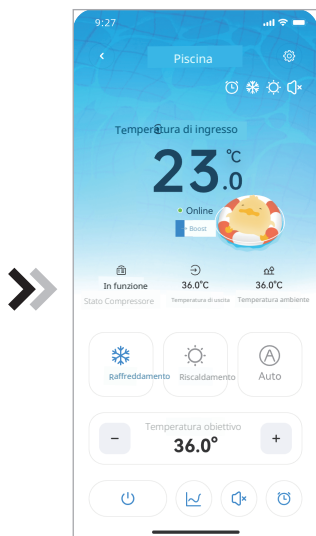 9:27
Piscina
Temperatura di ingresso
23.0°C
Online
Boost
In funzione
36.0°C
36.0°C
Stato Compressore
Temperatura di uscita
Temperatura ambiente
Raffreddamento
Riscaldamento
A
Auto
Temperatura obiettivo
−
36.0°
+